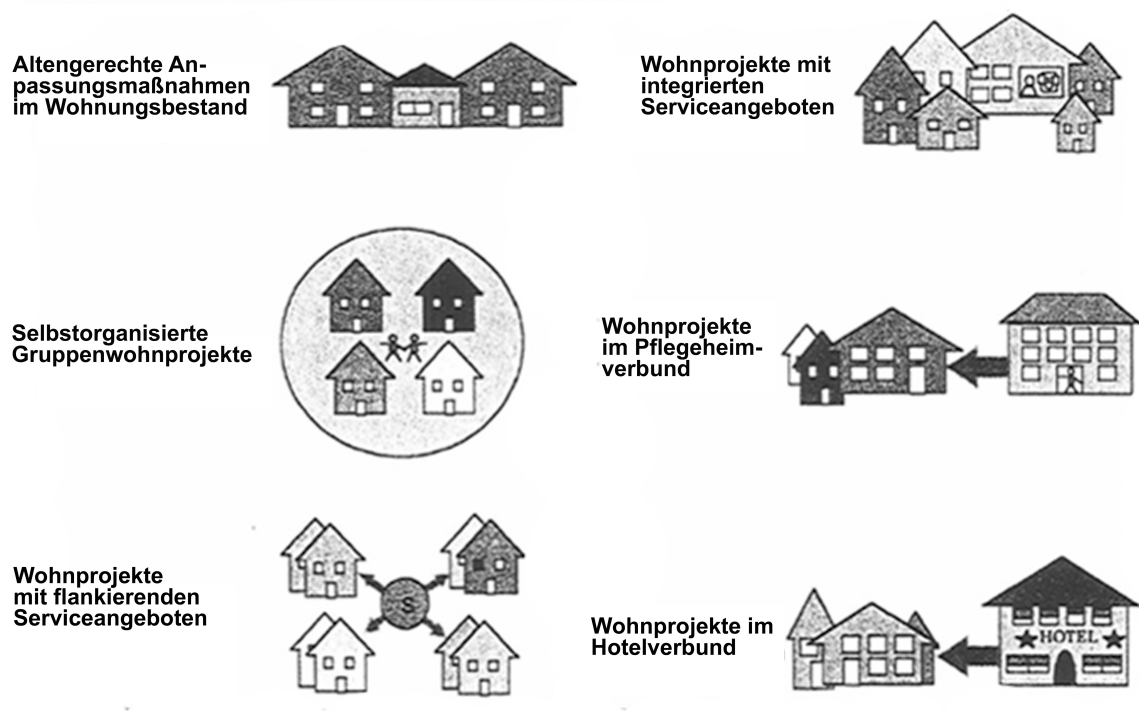 Altengerechte An-
passungsmaßnahmen
im Wohnungsbestand
Wohnprojekte mit
integrierten
Serviceangeboten
Selbstorganisierte
Gruppenwohnprojekte
Wohnprojekte
im Pflegeheim-
verbund
Wohnprojekte
mit flankierenden
Serviceangeboten
S
Wohnprojekte im
Hotelverbund
HOTEL